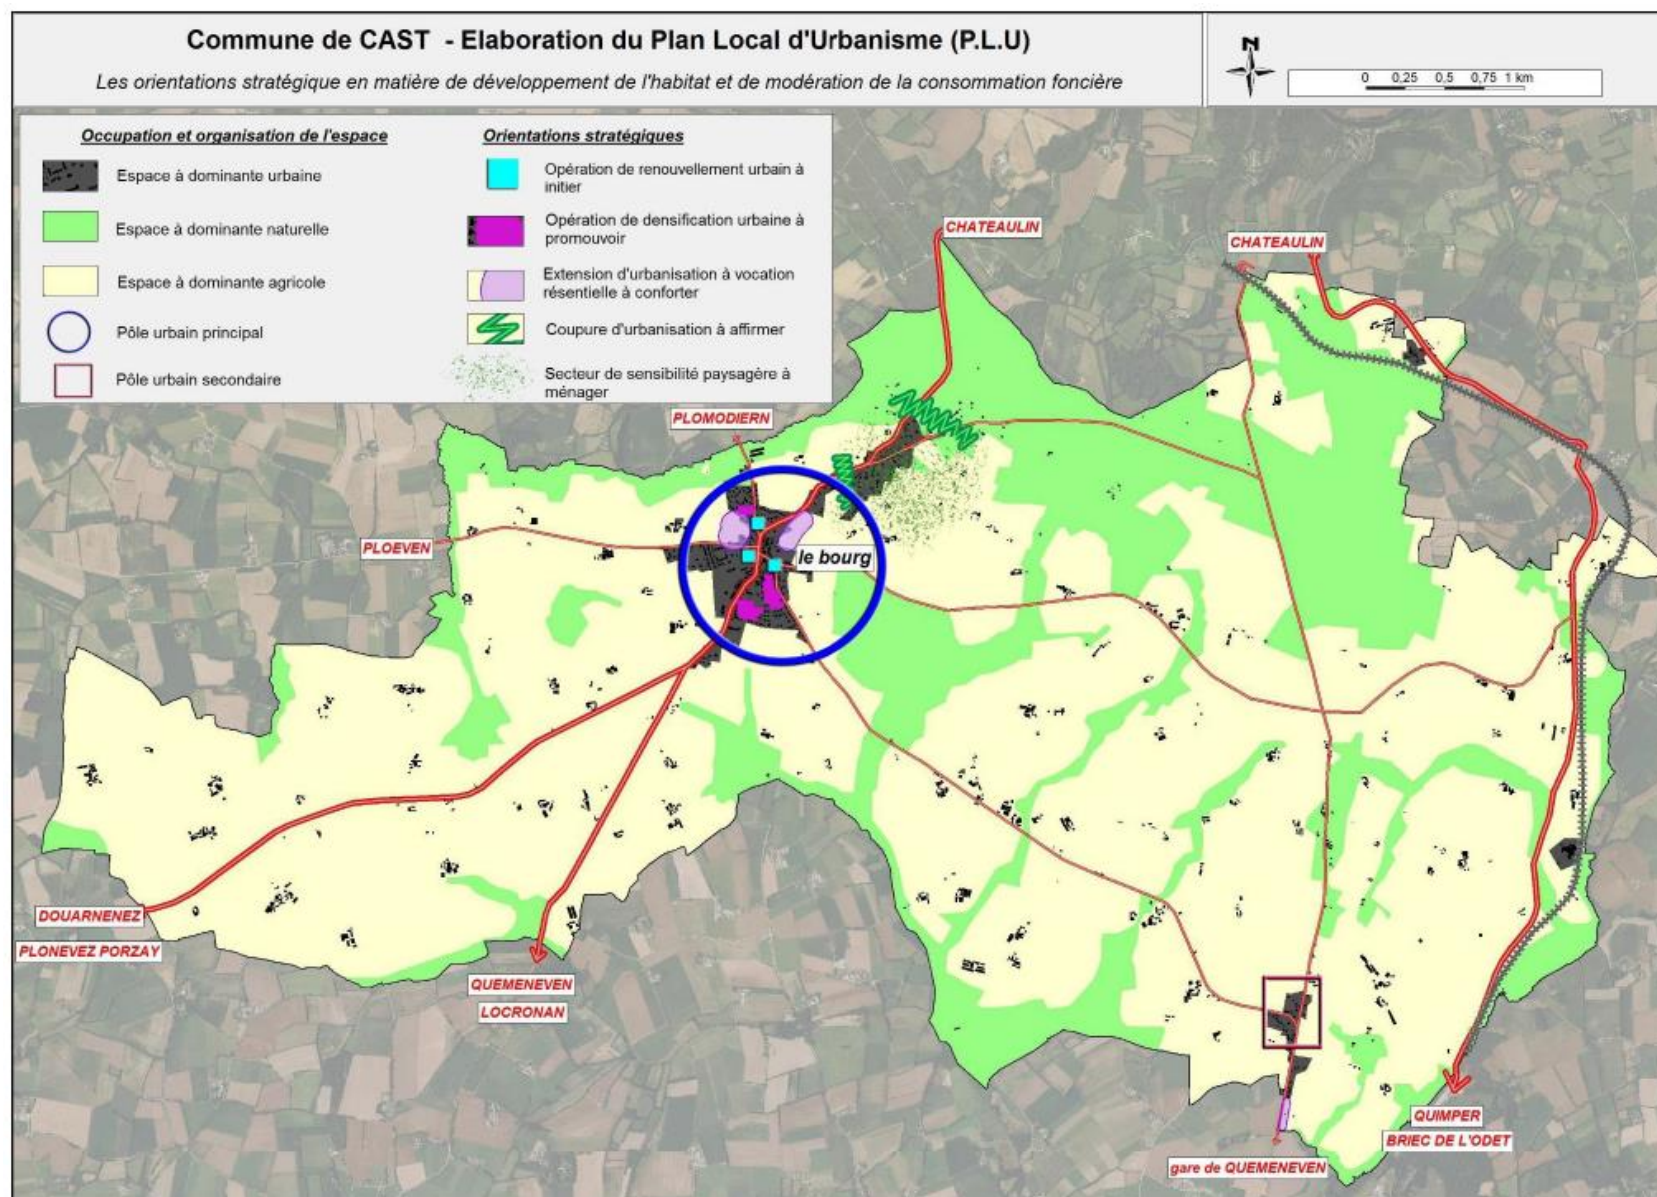 Commune de CAST - Elaboration du Plan Local d'Urbanisme (P.L.U)
Les orientations stratégique en matière de développement de l'habitat et de modération de la consommation foncière
N
0 0,25 0,5 0,75 1 km
Occupation et organisation de l'espace
Espace à dominante urbaine
Espace à dominante naturelle
Espace à dominante agricole
Pôle urbain principal
Pôle urbain secondaire
Orientations stratégiques
Opération de renouvellement urbain à
initier
Opération de densification urbaine à
promouvoir
Extension d'urbanisation à vocation
résentielle à conforter
Coupure d'urbanisation à affirmer
Secteur de sensibilité paysagère à
ménager
CHATEAULIN
CHATEAULIN
PLOMODIERN
PLOEVEN
le bourg
DOUARNENEZ
PLONEVEZ PORZAY
QUEMENEVEN
LOCRONAN
QUIMPER
BRIEC DE L'ODET
gare de QUEMENEVEN